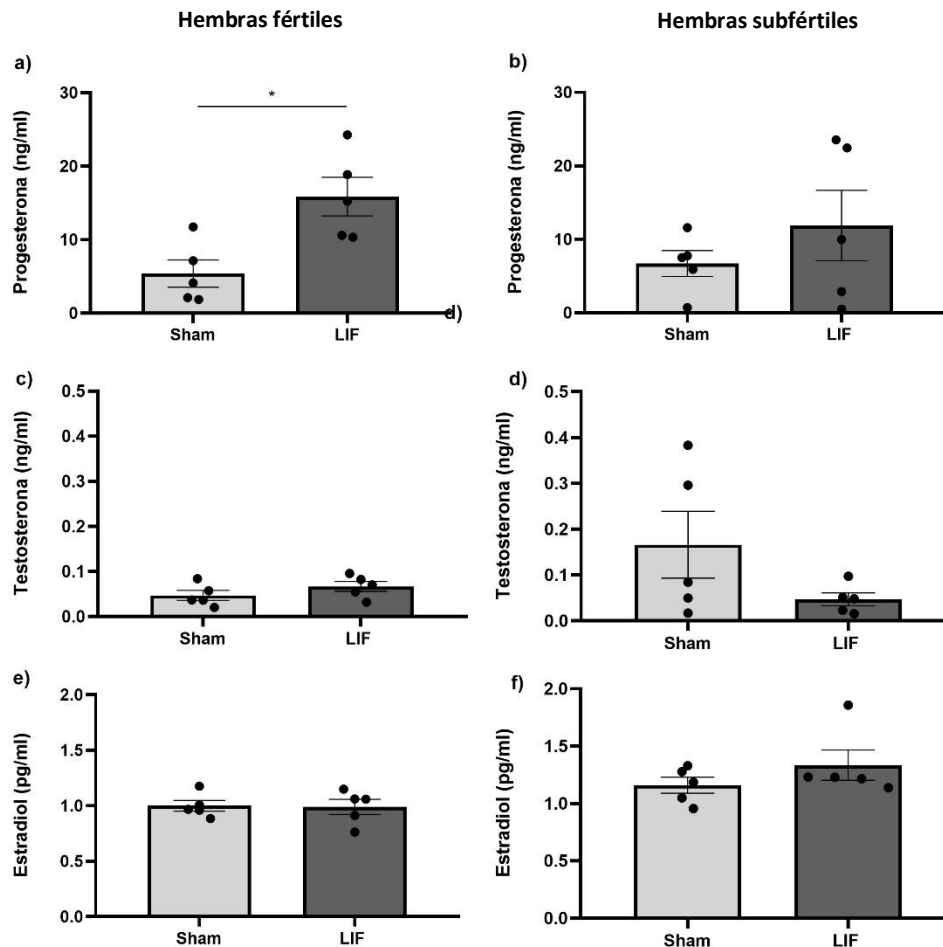 Hembras fértiles
Hembras subfértiles
a)
Progesterona (ng/ml)
30
20
10
0
*
Sham
LIF
d)
b)
Progesterona (ng/ml)
30
20
10
0
Sham
LIF
c)
Testosterona (ng/ml)
0.5
0.4
0.3
0.2
0.1
0.0
Sham
LIF
d)
Testosterona (ng/ml)
0.5
0.4
0.3
0.2
0.1
0.0
Sham
LIF
e)
Estradiol (pg/ml)
2.0
1.5
1.0
0.5
0.0
Sham
LIF
f)
Estradiol (pg/ml)
2.0
1.5
1.0
0.5
0.0
Sham
LIF